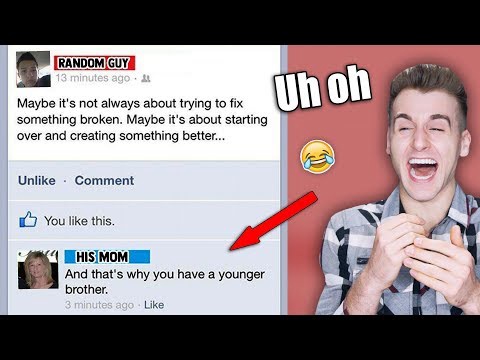 RANDOM GUY
13 minutes ago ·
Maybe it's not always about trying to fix
something broken. Maybe it's about starting
over and creating something better...
Unlike · Comment
You like this.
HIS MOM
And that's why you have a younger
brother.
3 minutes ago · Like
Uh oh